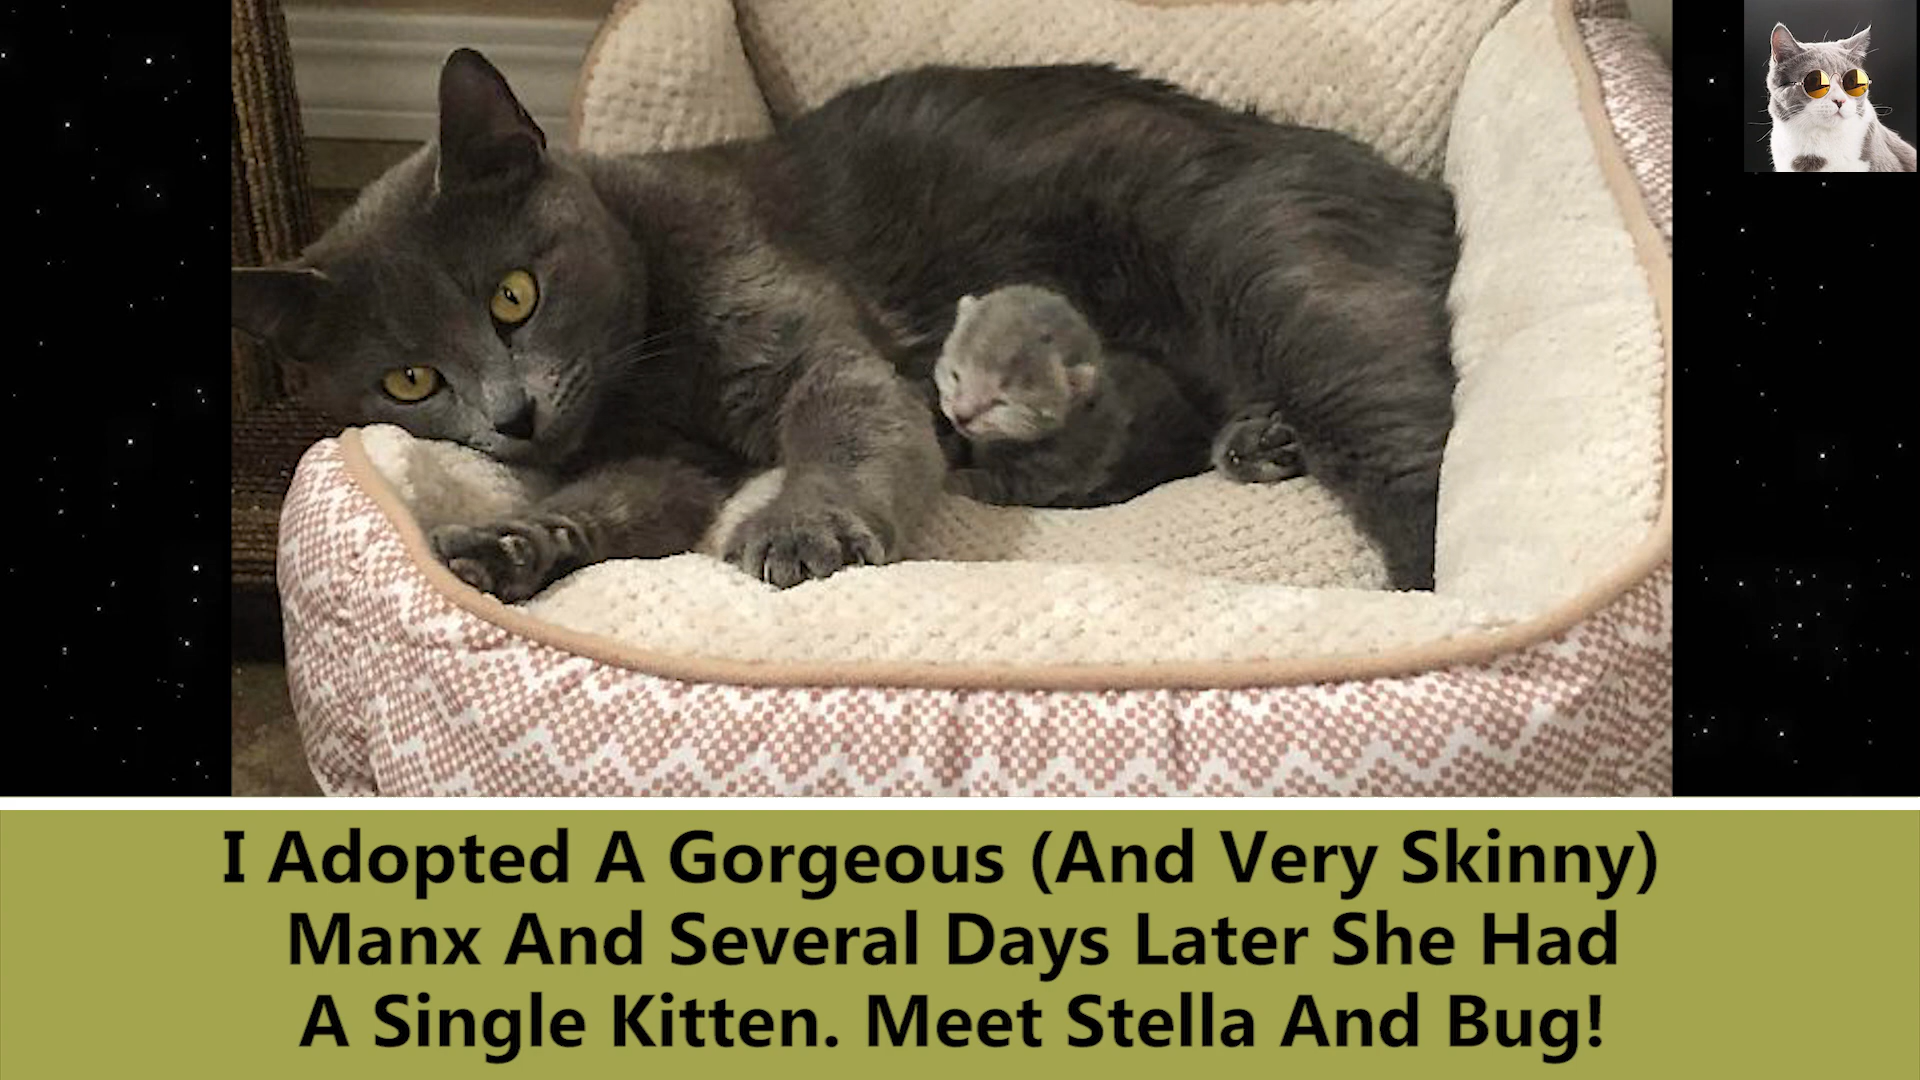 I Adopted A Gorgeous (And Very Skinny)
Manx And Several Days Later She Had
A Single Kitten. Meet Stella And Bug!